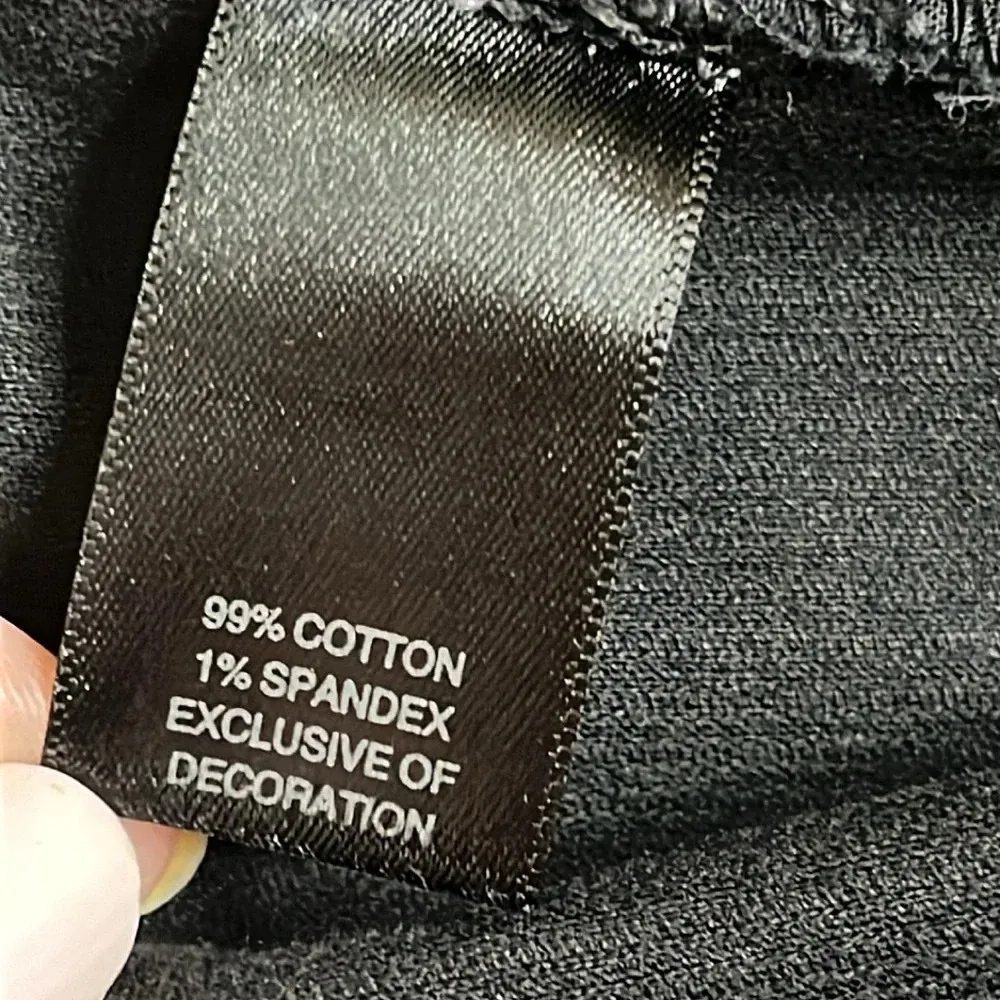 99% COTTON
1% SPANDEX
EXCLUSIVE OF
DECORATION